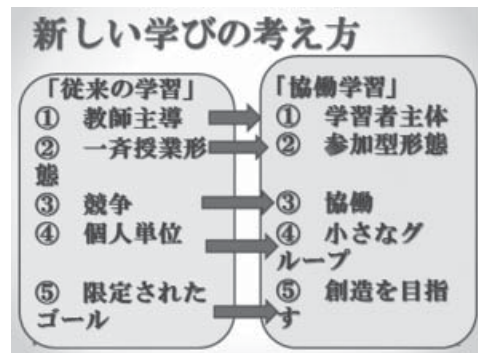 新しい学びの考え方
「従来の学習」
① 教師主導
② 一斉授業形
態
③ 競争
④ 個人単位
⑤ 限定された
ゴール
「協働学習」
① 学習者主体
② 参加型形態
③ 協働
④ 小さなグ
ループ
⑤ 創造を目指
す